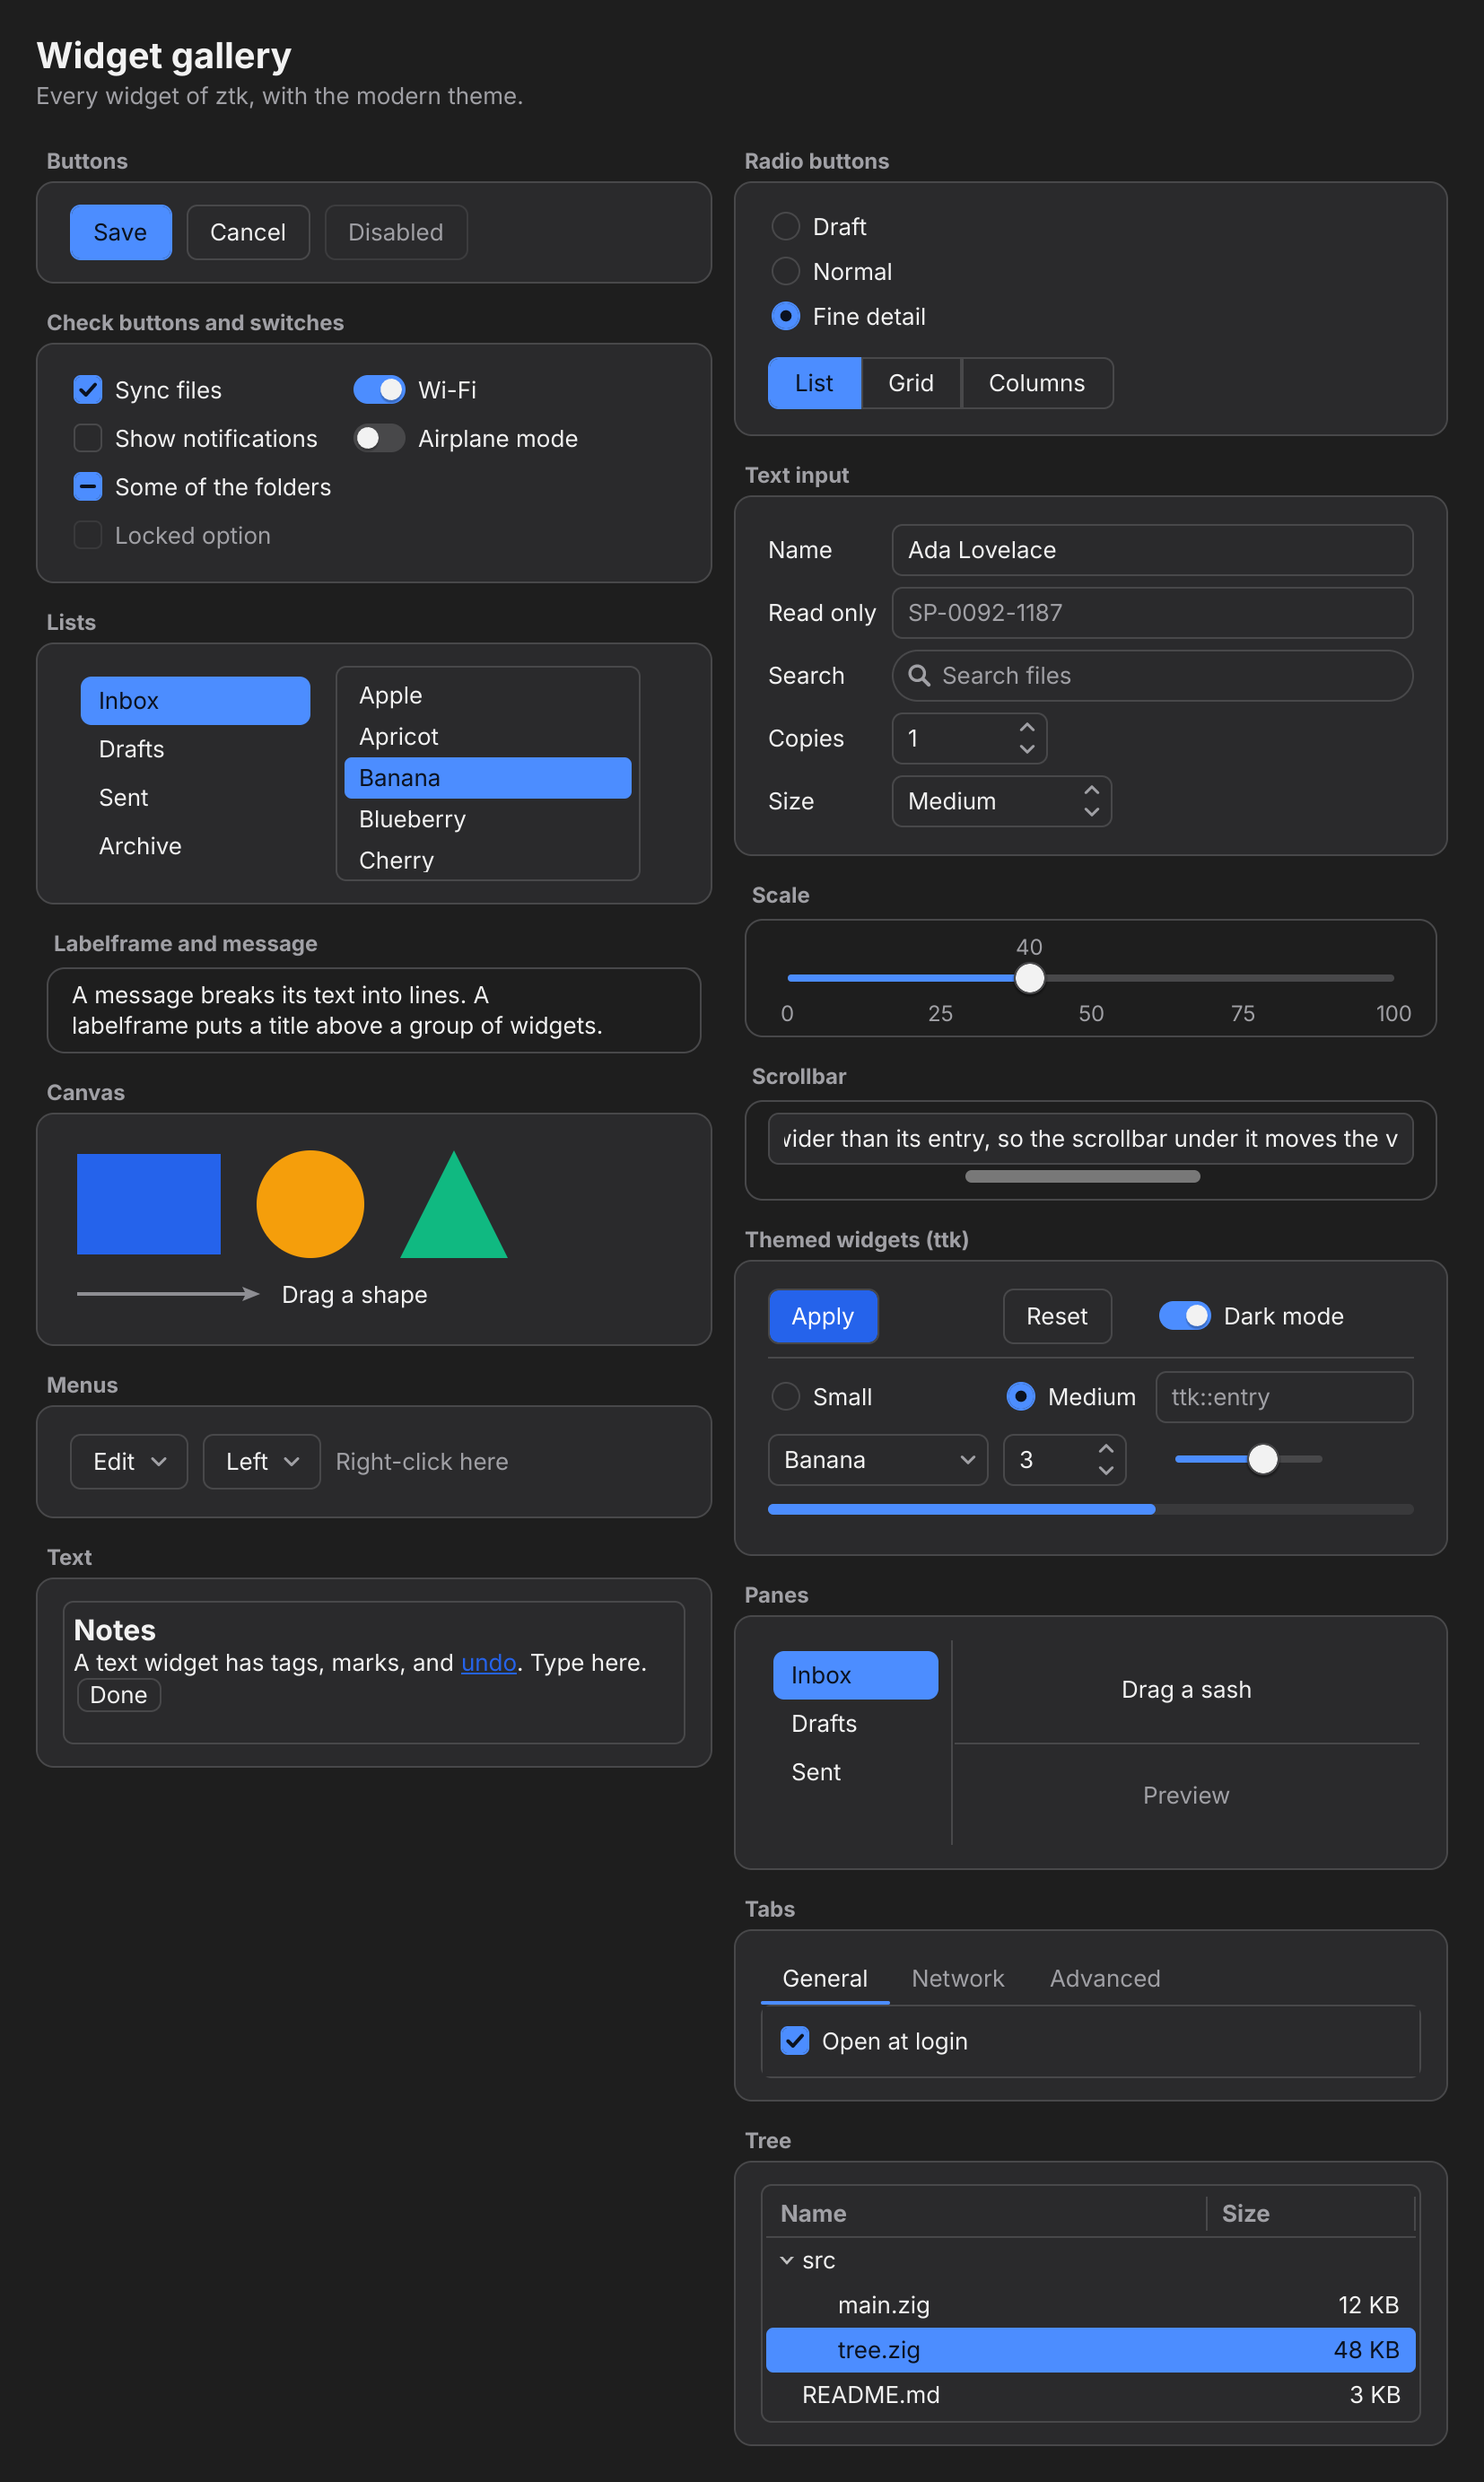 Widget gallery
Every widget of ztk, with the modern theme.
Buttons
Save
Cancel
Disabled
Check buttons and switches
Sync files
Wi-Fi
Show notifications
Airplane mode
Some of the folders
Locked option
Lists
Inbox
Drafts
Sent
Archive
Apple
Apricot
Banana
Blueberry
Cherry
Labelframe and message
A message breaks its text into lines. A
labelframe puts a title above a group of widgets.
Canvas
Drag a shape
Menus
Edit
Left
Right-click here
Text
Notes
A text widget has tags, marks, and undo. Type here.
Done
Radio buttons
Draft
Normal
Fine detail
List
Grid
Columns
Text input
Name
Ada Lovelace
Read only
SP-0092-1187
Search
Search files
Copies
1
Size
Medium
Scale
40
0 25 50 75 100
Scrollbar
than its entry, so the scrollbar under it moves the v
Themed widgets (ttk)
Apply
Reset
Dark mode
Small
Medium
ttk::entry
Banana
3
Panes
Inbox
Drafts
Sent
Drag a sash
Preview
Tabs
General
Network
Advanced
Open at login
Tree
Name Size
src
main.zig 12 KB
tree.zig 48 KB
README.md 3 KB